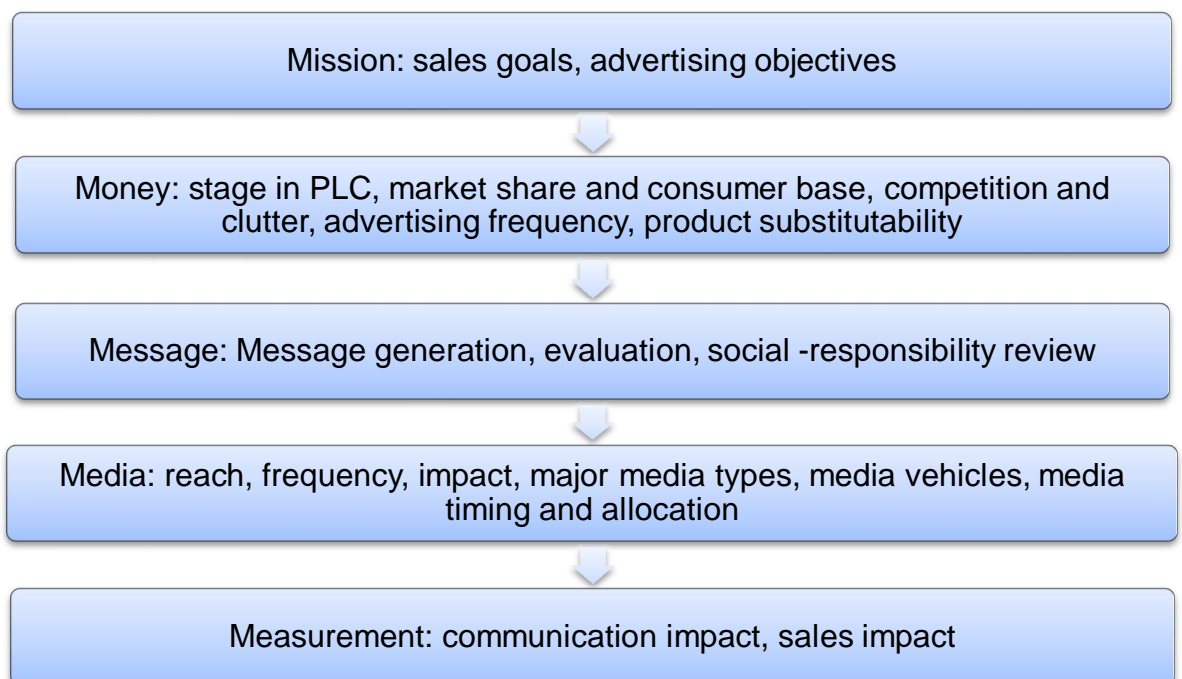 Mission: sales goals, advertising objectives
Money: stage in PLC, market share and consumer base, competition and
clutter, advertising frequency, product substitutability
Message: Message generation, evaluation, social -responsibility review
Media: reach, frequency, impact, major media types, media vehicles, media
timing and allocation
Measurement: communication impact, sales impact